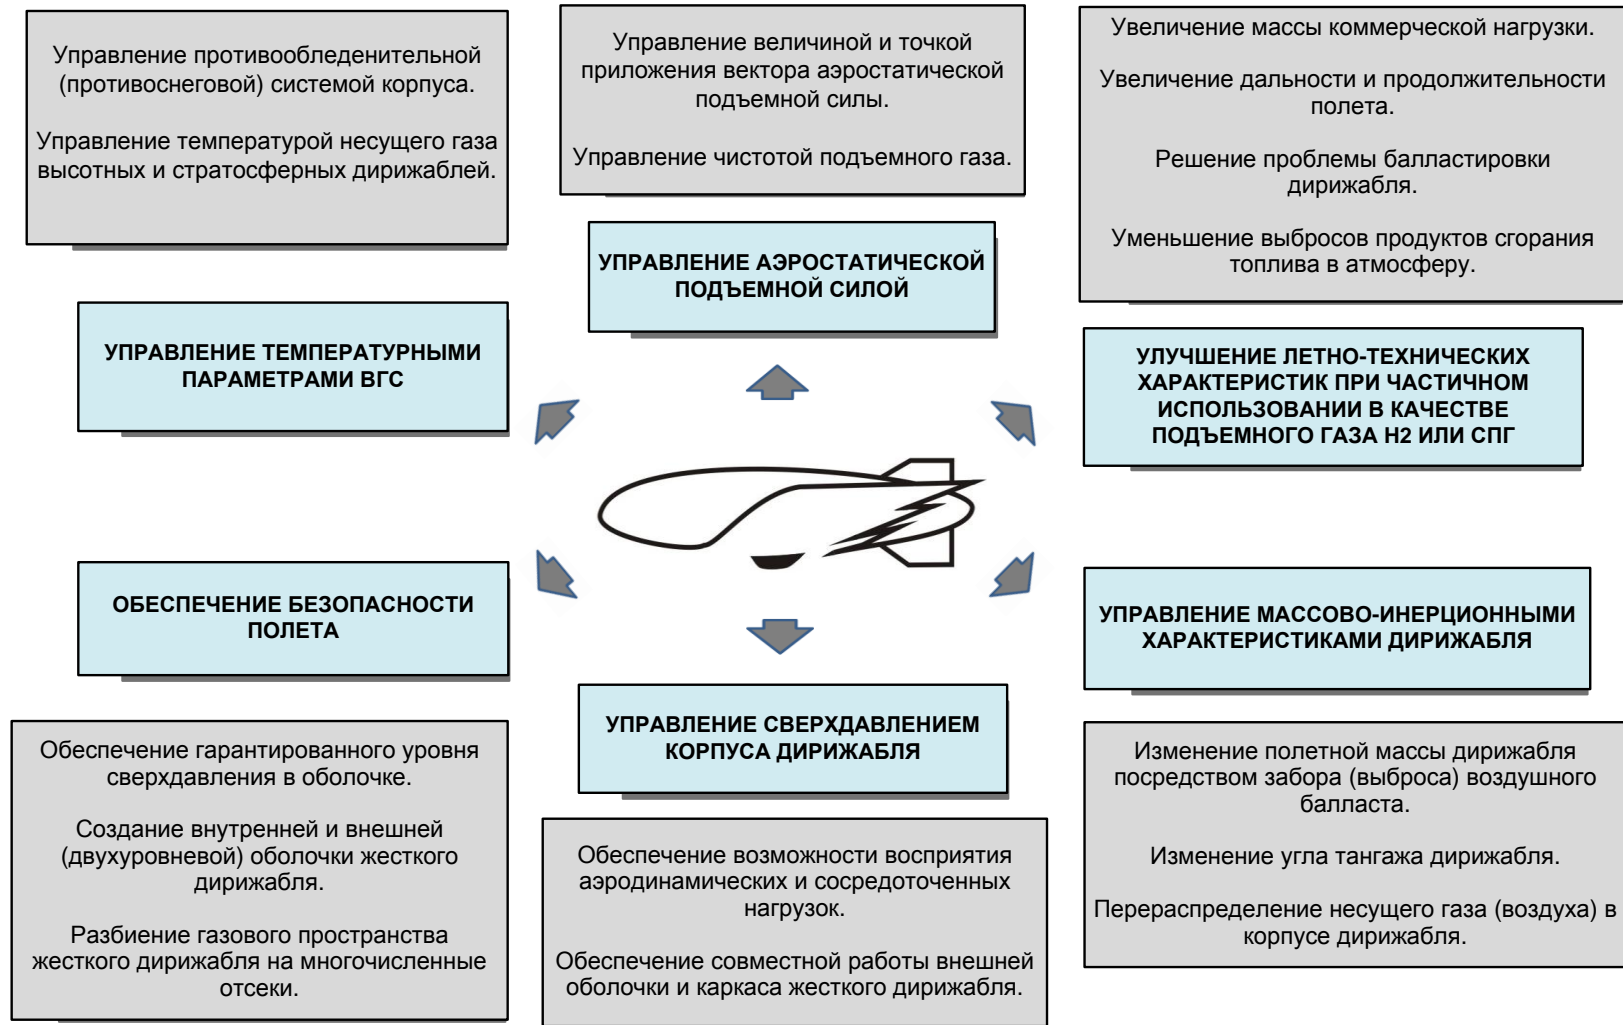 Управление противообледенительной
(противоснеговой) системой корпуса.
Управление температурой несущего газа
высотных и стратосферных дирижаблей.
УПРАВЛЕНИЕ ТЕМПЕРАТУРНЫМИ
ПАРАМЕТРАМИ ВГС
Управление величиной и точкой
приложения вектора аэростатической
подъемной силы.
Управление чистотой подъемного газа.
УПРАВЛЕНИЕ АЭРОСТАТИЧЕСКОЙ
ПОДЪЕМНОЙ СИЛОЙ
Увеличение массы коммерческой нагрузки.
Увеличение дальности и продолжительности
полета.
Решение проблемы балластировки
дирижабля.
Уменьшение выбросов продуктов сгорания
топлива в атмосферу.
УЛУЧШЕНИЕ ЛЕТНО-ТЕХНИЧЕСКИХ
ХАРАКТЕРИСТИК ПРИ ЧАСТИЧНОМ
ИСПОЛЬЗОВАНИИ В КАЧЕСТВЕ
ПОДЪЕМНОГО ГАЗА Н2 ИЛИ СПГ
ОБЕСПЕЧЕНИЕ БЕЗОПАСНОСТИ
ПОЛЕТА
Обеспечение гарантированного уровня
сверхдавления в оболочке.
Создание внутренней и внешней
(двухуровневой) оболочки жесткого
дирижабля.
Разбиение газового пространства
жесткого дирижабля на многочисленные
отсеки.
УПРАВЛЕНИЕ СВЕРХДАВЛЕНИЕМ
КОРПУСА ДИРИЖАБЛЯ
Обеспечение возможности восприятия
аэродинамических и сосредоточенных
нагрузок.
Обеспечение совместной работы внешней
оболочки и каркаса жесткого дирижабля.
УПРАВЛЕНИЕ МАССОВО-ИНЕРЦИОННЫМИ
ХАРАКТЕРИСТИКАМИ ДИРИЖАБЛЯ
Изменение полетной массы дирижабля
посредством забора (выброса) воздушного
балласта.
Изменение угла тангажа дирижабля.
Перераспределение несущего газа (воздуха) в
корпусе дирижабля.